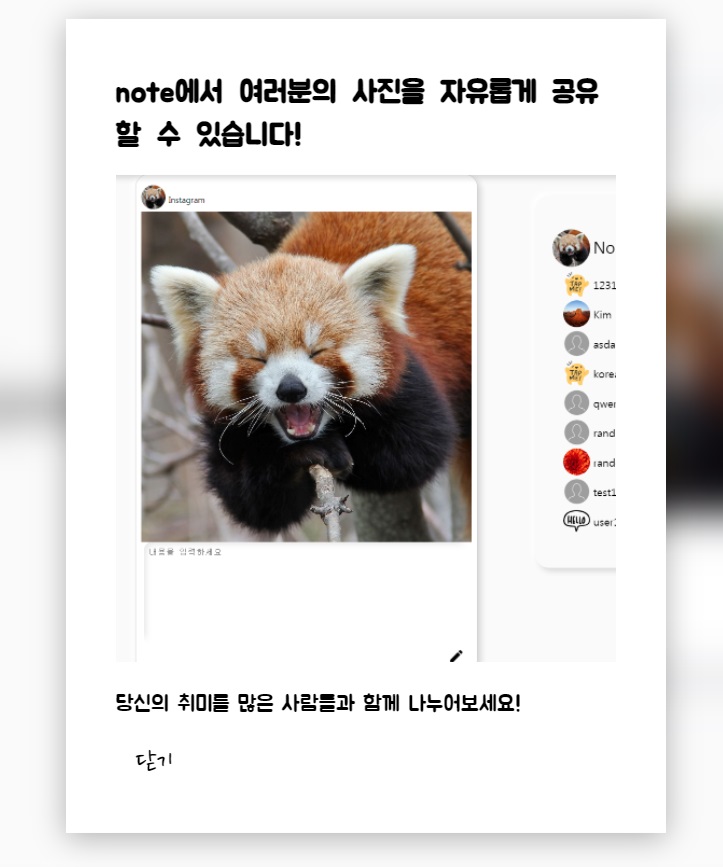 note에서 여러분의 사진을 자유롭게 공유
할 수 있습니다!
Instagram
No
1231
Kim
asda
TAP ME!
korea
qwer
rand
rand
test1
HELLO
user2
내용을 입력하세요
당신의 취미를 많은 사람들과 함께 나누어보세요!
닫기